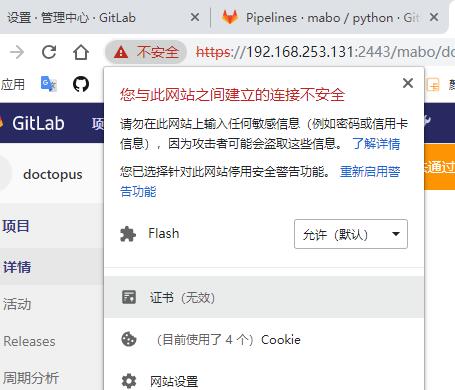 设置 · 管理中心 · GitLab
Pipelines · mabo / python · Git
不安全 https://192.168.253.131:2443/mabo/do
应用
GitLab
项
您与此网站之间建立的连接不安全
请勿在此网站上输入任何敏感信息（例如密码或信用卡
信息），因为攻击者可能会盗取这些信息。 了解详情
您已选择针对此网站停用安全警告功能。 重新启用警
告功能
通过
doctopus
Flash
允许（默认）
项目
详情
证书（无效）
活动
（目前使用了 4 个）Cookie
Releases
周期分析
网站设置